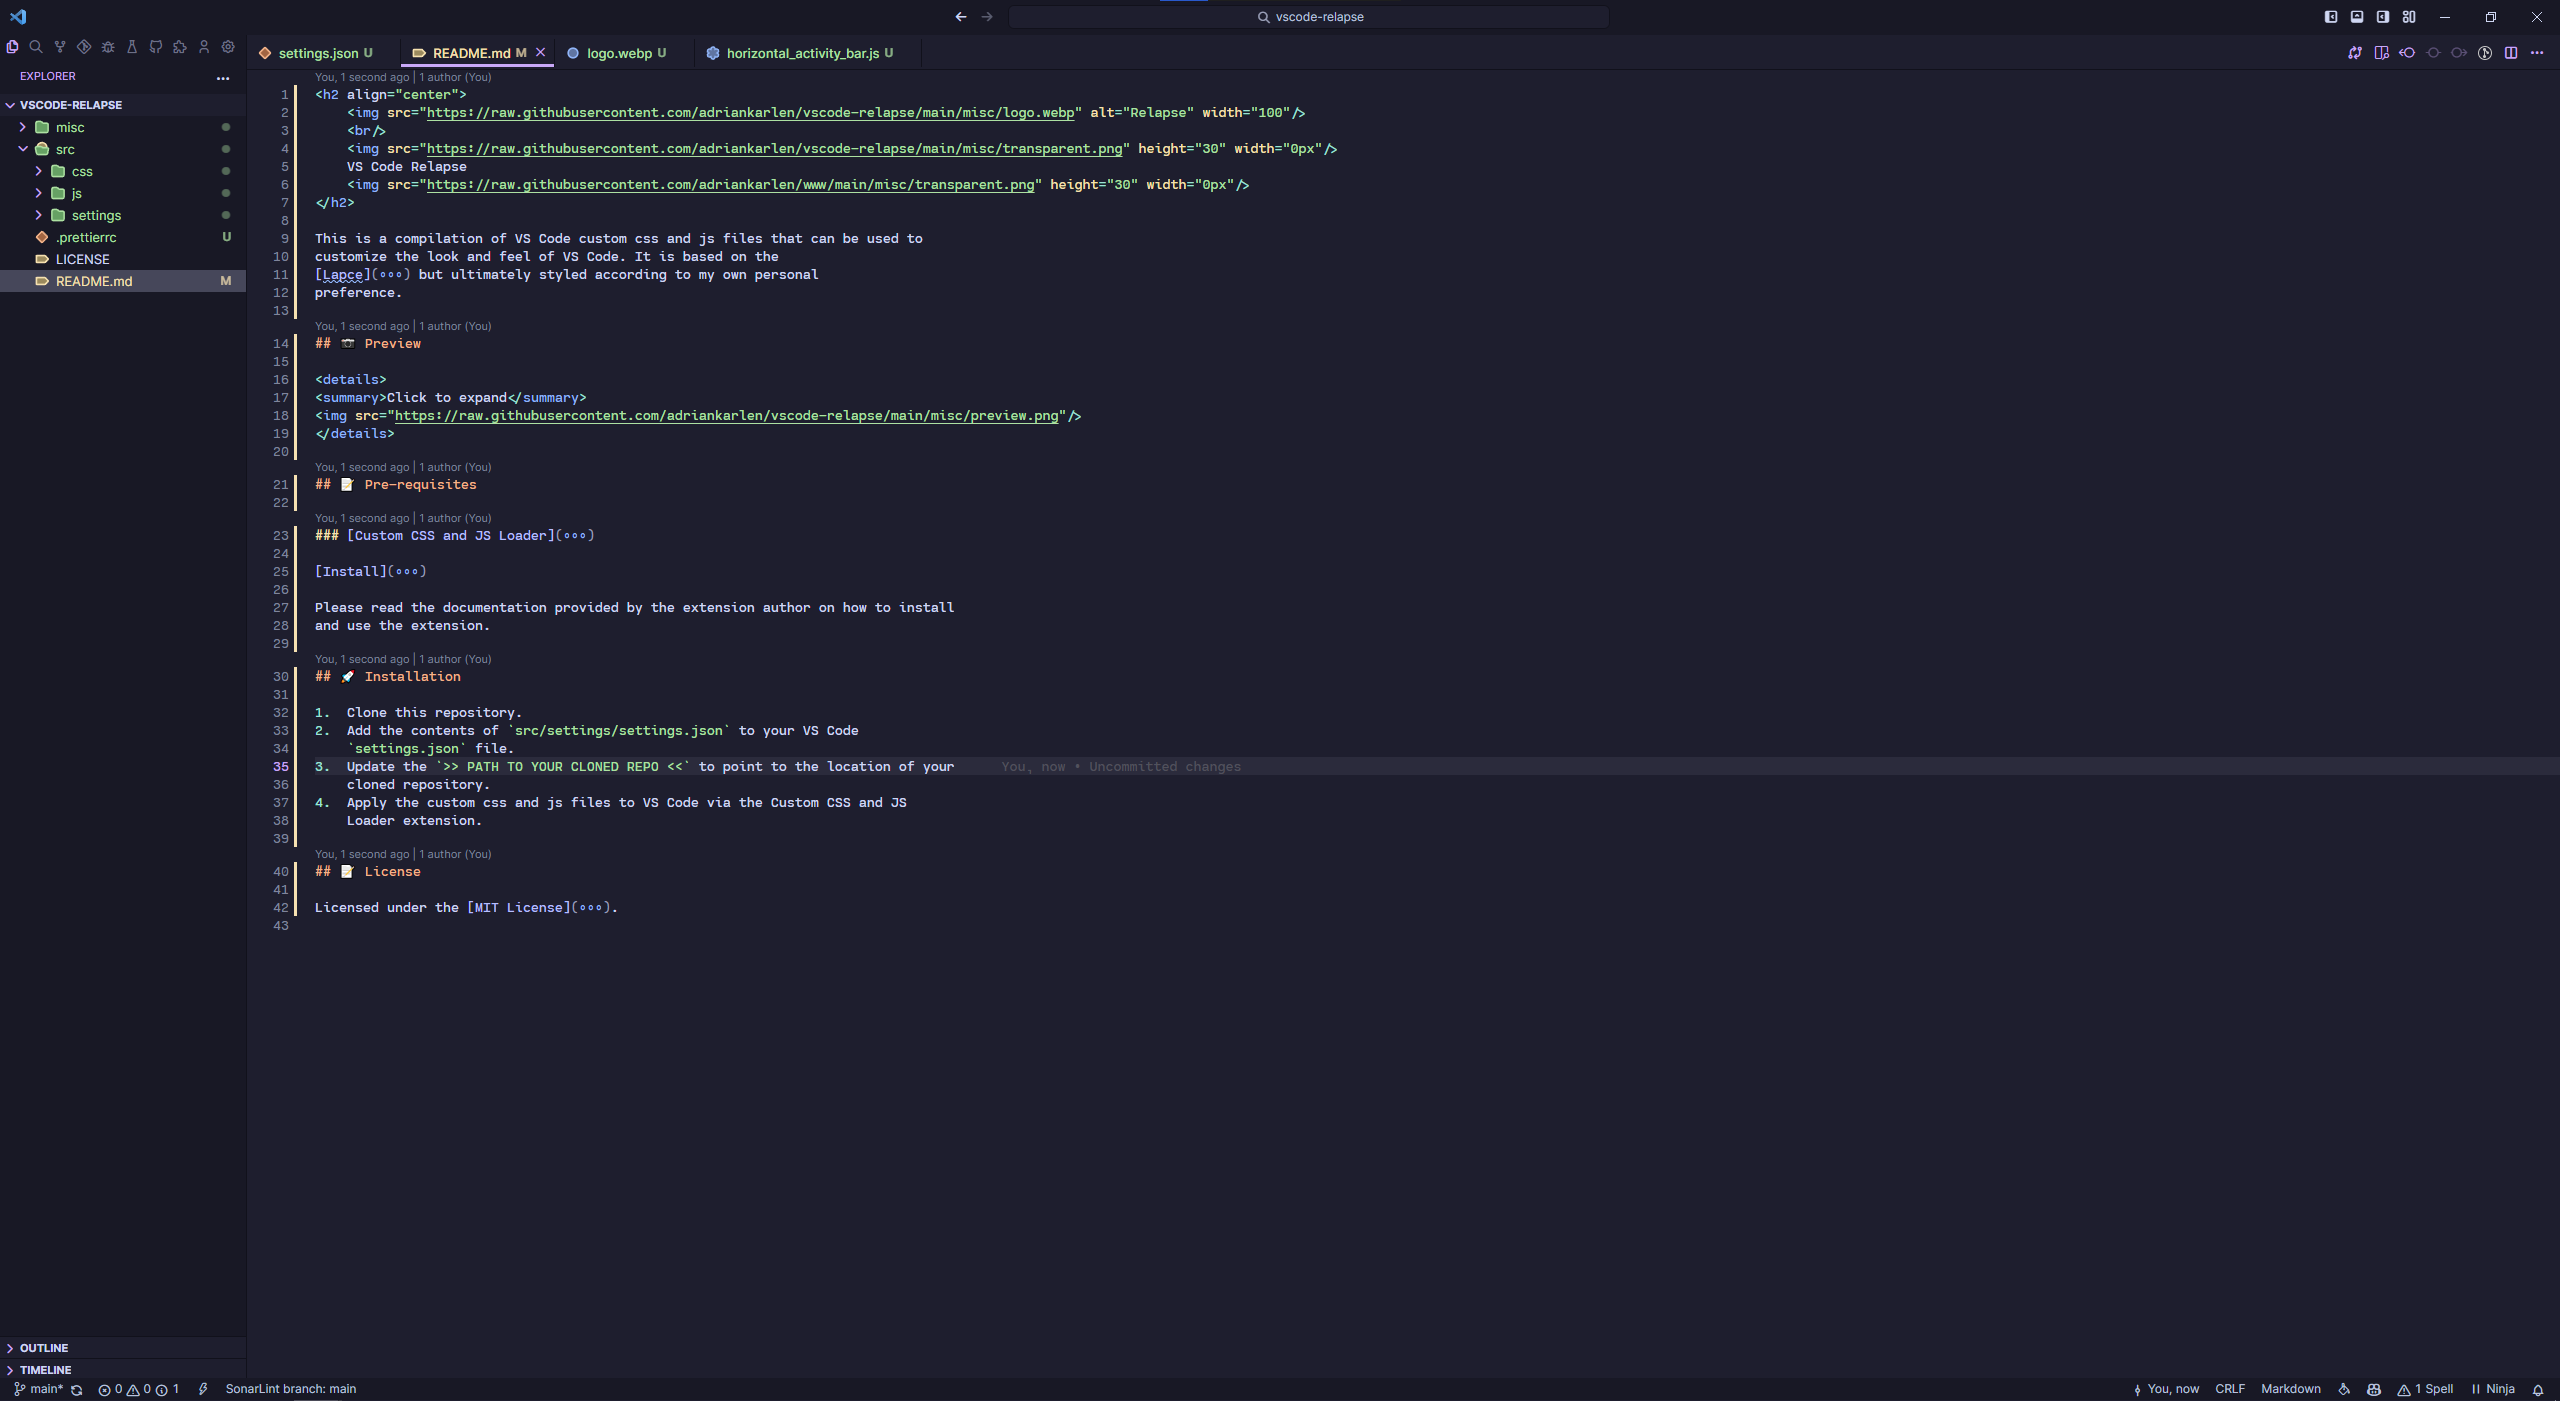 vscode-relapse
EXPLORER
VSCODE-RELAPSE
misc
src
css
js
settings
.prettierrc U
LICENSE
README.md M
OUTLINE
TIMELINE
settings.json U
README.md M
logo.webp U
horizontal_activity_bar.js U
You, 1 second ago | 1 author (You)
1 <h2 align="center">
2 <img src="https://raw.githubusercontent.com/adriankarlen/vscode-relapse/main/misc/logo.webp" alt="Relapse" width="100"/>
3 <br/>
4 <img src="https://raw.githubusercontent.com/adriankarlen/vscode-relapse/main/misc/transparent.png" height="30" width="0px"/>
5 VS Code Relapse
6 <img src="https://raw.githubusercontent.com/adriankarlen/www/main/misc/transparent.png" height="30" width="0px"/>
7 </h2>
8
9 This is a compilation of VS Code custom css and js files that can be used to
10 customize the look and feel of VS Code. It is based on the
11 [Lapce](∘∘∘) but ultimately styled according to my own personal
12 preference.
13
You, 1 second ago | 1 author (You)
14 ## 📷 Preview
15
16 <details>
17 <summary>Click to expand</summary>
18 <img src="https://raw.githubusercontent.com/adriankarlen/vscode-relapse/main/misc/preview.png"/>
19 </details>
20
You, 1 second ago | 1 author (You)
21 ## 📝 Pre-requisites
22
You, 1 second ago | 1 author (You)
23 ### [Custom CSS and JS Loader](∘∘∘)
24
25 [Install](∘∘∘)
26
27 Please read the documentation provided by the extension author on how to install
28 and use the extension.
29
You, 1 second ago | 1 author (You)
30 ## 🚀 Installation
31
32 1. Clone this repository.
33 2. Add the contents of `src/settings/settings.json` to your VS Code
34 `settings.json` file.
35 3. Update the `>> PATH TO YOUR CLONED REPO <<` to point to the location of your You, now • Uncommitted changes
36 cloned repository.
37 4. Apply the custom css and js files to VS Code via the Custom CSS and JS
38 Loader extension.
39
You, 1 second ago | 1 author (You)
40 ## 📝 License
41
42 Licensed under the [MIT License](∘∘∘).
43
main* 0 0 1 SonarLint branch: main
You, now CRLF Markdown 1 Spell Ninja